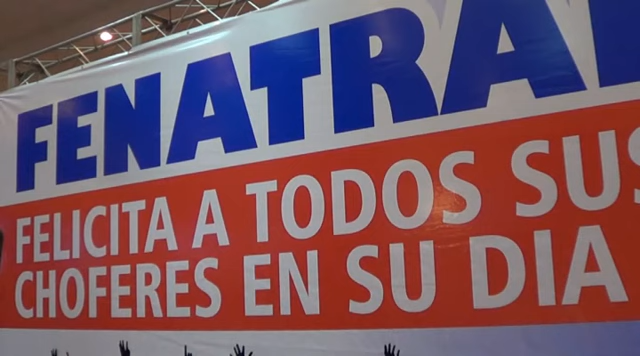 FENATRA
FELICITA A TODOS SUS
CHOFERES EN SU DIA